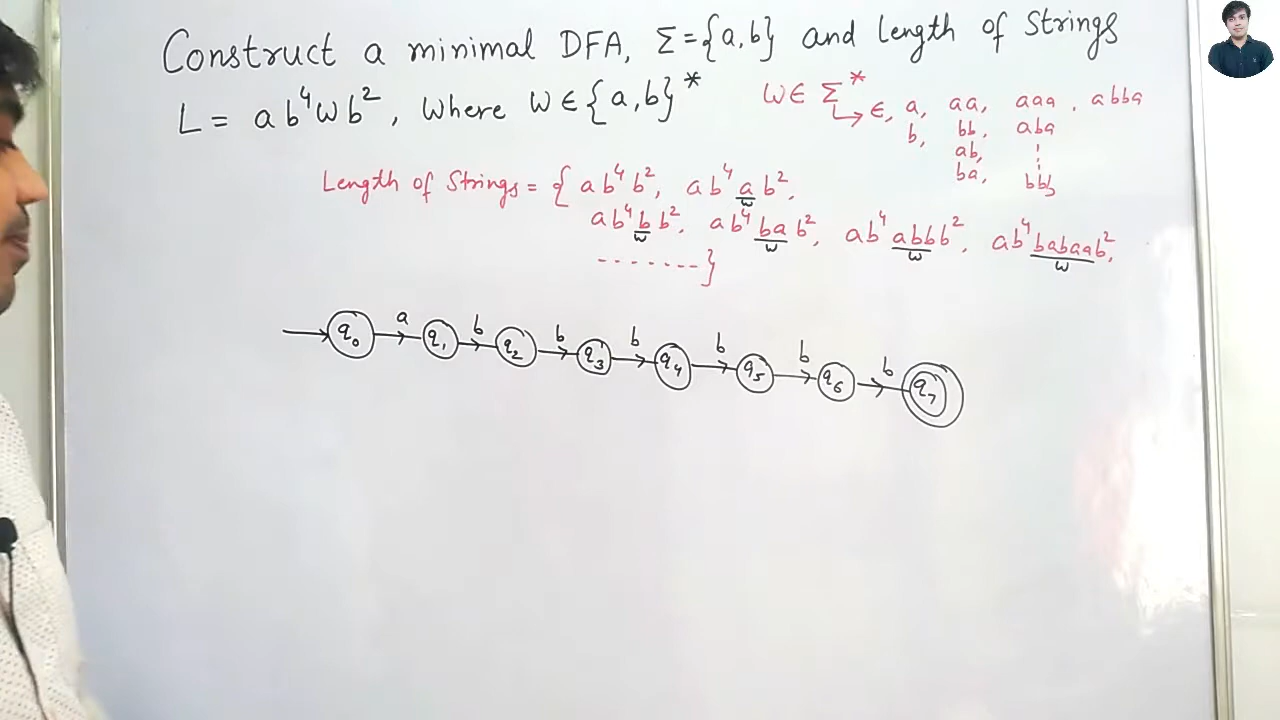 Construct a minimal DFA, Σ={a,b} and length of Strings
L = ab⁴wb², Where w∈{a,b}*
W∈ Σ*
↳ ∈, a, aa, aaa, abba
b, bb, aba
ab,
ba, bbb
Length of Strings = { ab⁴b², ab⁴ab²,
w
ab⁴bb², ab⁴bab², ab⁴abbb², ab⁴babaab²,
w w w w
-------}
a b b b b b b
q₀ q₁ q₂ q₃ q₄ q₅ q₆ q₇